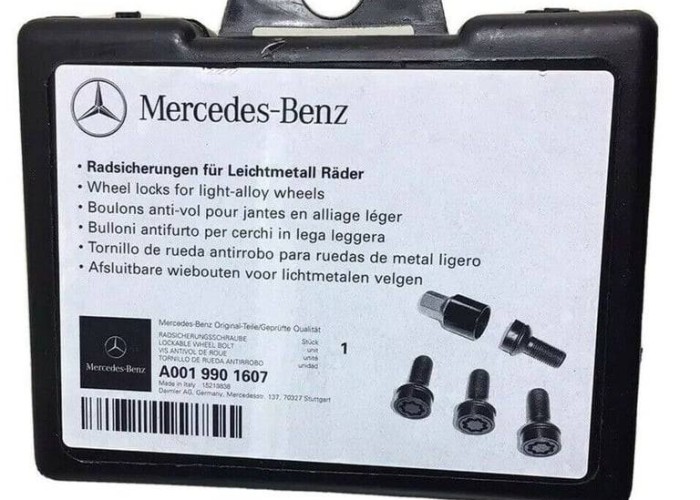 Mercedes-Benz
• Radsicherungen für Leichtmetall Räder
• Wheel locks for light-alloy wheels
• Boulons anti-vol pour jantes en alliage léger
• Bulloni antifurto per cerchi in lega leggera
• Tornillo de rueda antirrobo para ruedas de metal ligero
• Afsluitbare wiebouten voor lichtmetalen velgen
Mercedes-Benz
Mercedes-Benz Original-Teile/Geprüfte Qualität
RADSICHERUNGSSCHRAUBE Stück
LOCKABLE WHEEL BOLT unit
VIS ANTIVOL DE ROUE unité
TORNILLO DE RUEDA ANTIRROBO unidad
1
A001 990 1607
Made in Italy 15219838
Daimler AG, Germany, Mercedesstr. 137, 70327 Stuttgart